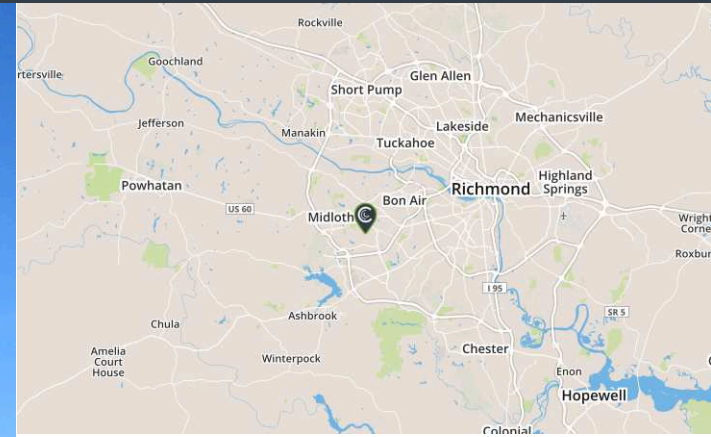 Rockville
Goochland
rtersville
Glen Allen
Short Pump
Mechanicsville
Jefferson
Lakeside
Manakin
Tuckahoe
Highland
Springs
Powhatan
Richmond
Bon Air
US 60
Midloth
Wright
Corne
Roxbur
I 95
SR 5
Ashbrook
Chula
Chester
Amelia
Court
House
Winterpock
Enon
Hopewell
Colonial